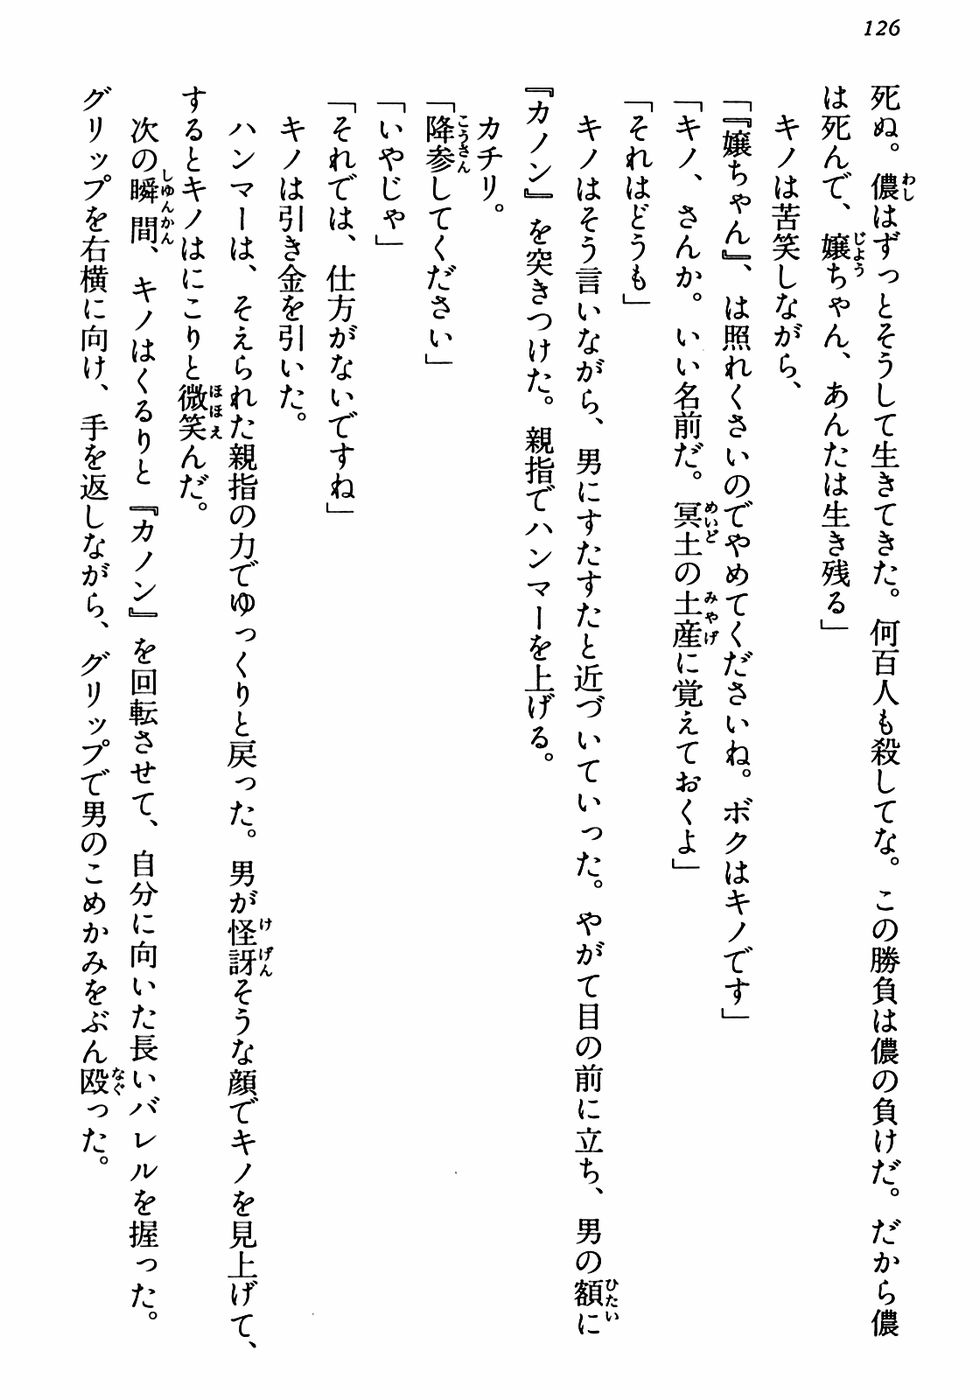 126
死ぬ。儂はずっとそうして生きてきた。何百人も殺してな。この勝負は儂の負けだ。だから儂
は死んで、嬢ちゃん、あんたは生き残る」
キノは苦笑しながら、
「『嬢ちゃん』、は照れくさいのでやめてくださいね。ボクはキノです」
「キノ、さんか。いい名前だ。冥土の土産に覚えておくよ」
「それはどうも」
キノはそう言いながら、男にすたすたと近づいていった。やがて目の前に立ち、男の額に
『カノン』を突きつけた。親指でハンマーを上げる。
カチリ。
「降参してください」
「いやじゃ」
「それでは、仕方がないですね」
キノは引き金を引いた。
ハンマーは、そえられた親指の力でゆっくりと戻った。男が怪訝そうな顔でキノを見上げて、
するとキノはにこりと微笑んだ。
次の瞬間、キノはくるりと『カノン』を回転させて、自分に向いた長いバレルを握った。
グリップを右横に向け、手を返しながら、グリップで男のこめかみをぶん殴った。